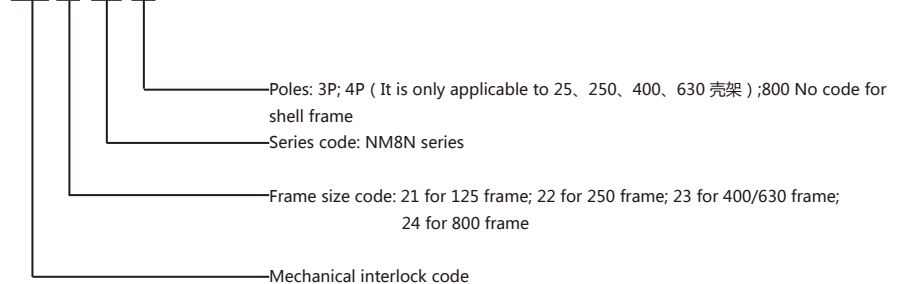 Poles: 3P; 4P ( It is only applicable to 25、250、400、630 壳架 ) ;800 No code for
shell frame
Series code: NM8N series
Frame size code: 21 for 125 frame; 22 for 250 frame; 23 for 400/630 frame;
24 for 800 frame
Mechanical interlock code